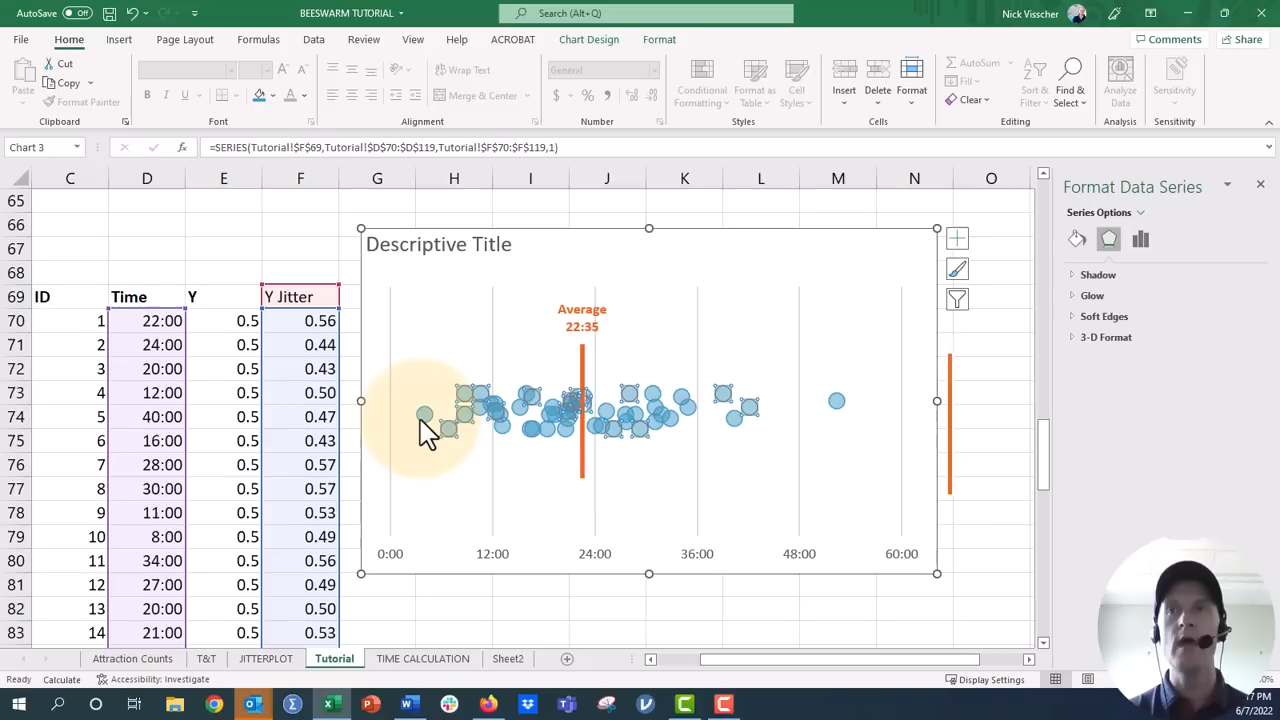 AutoSave Off BEESWARM TUTORIAL Search (Alt+Q) Nick Visscher
File Home Insert Page Layout Formulas Data Review View Help ACROBAT Chart Design Format Comments Share
Paste Cut Copy Format Painter
Clipboard
B I U A A A
Font
Wrap Text
Merge & Center
Alignment
General
$ % 9
Number
Conditional Formatting Format as Table Cell Styles
Styles
Insert Delete Format
Cells
AutoSum Fill Clear
Sort & Filter Find & Select
Editing
Analyze Data
Analysis
Sensitivity
Sensitivity
Chart 3 fx =SERIES(Tutorial!$F$69,Tutorial!$D$70:$D$119,Tutorial!$F$70:$F$119,1)
C D E F G H I J K L M N O
65
66
67
68
69 ID Time Y Y Jitter
70 1 22:00 0.5 0.56
71 2 24:00 0.5 0.44
72 3 20:00 0.5 0.43
73 4 12:00 0.5 0.50
74 5 40:00 0.5 0.47
75 6 16:00 0.5 0.43
76 7 28:00 0.5 0.57
77 8 30:00 0.5 0.57
78 9 11:00 0.5 0.53
79 10 8:00 0.5 0.49
80 11 34:00 0.5 0.56
81 12 27:00 0.5 0.49
82 13 20:00 0.5 0.50
83 14 21:00 0.5 0.53
Descriptive Title
Average
22:35
0:00 12:00 24:00 36:00 48:00 60:00
Format Data Series
Series Options
Shadow
Glow
Soft Edges
3-D Format
Attraction Counts T&T JITTERPLOT Tutorial TIME CALCULATION Sheet2
Ready Calculate Accessibility: Investigate Display Settings
6/7/2022